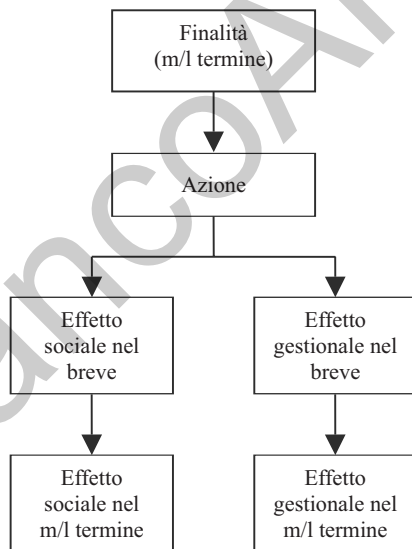 Finalità
(m/l termine)
Azione
Effetto
sociale nel
breve
Effetto
gestionale nel
breve
Effetto
sociale nel
m/l termine
Effetto
gestionale nel
m/l termine